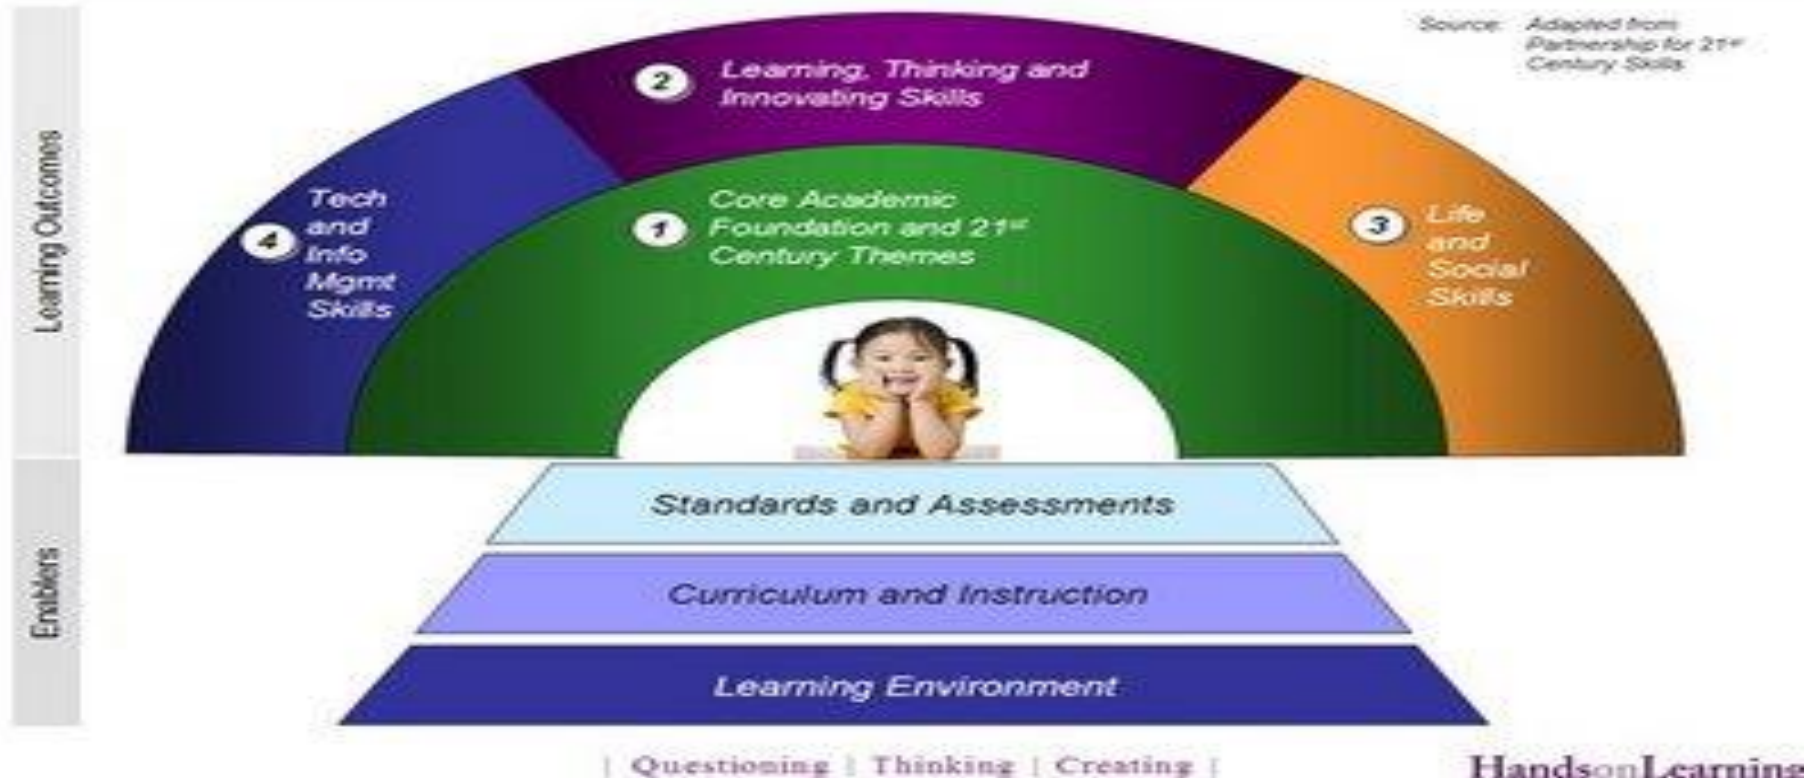 Source: Adapted from
Partnership for 21st
Century Skills
Learning Outcomes
2
Learning, Thinking and
Innovating Skills
4
Tech
and
Info
Mgmt
Skills
1
Core Academic
Foundation and 21st
Century Themes
3
Life
and
Social
Skills
Enablers
Standards and Assessments
Curriculum and Instruction
Learning Environment
| Questioning | Thinking | Creating |
HandsonLearning